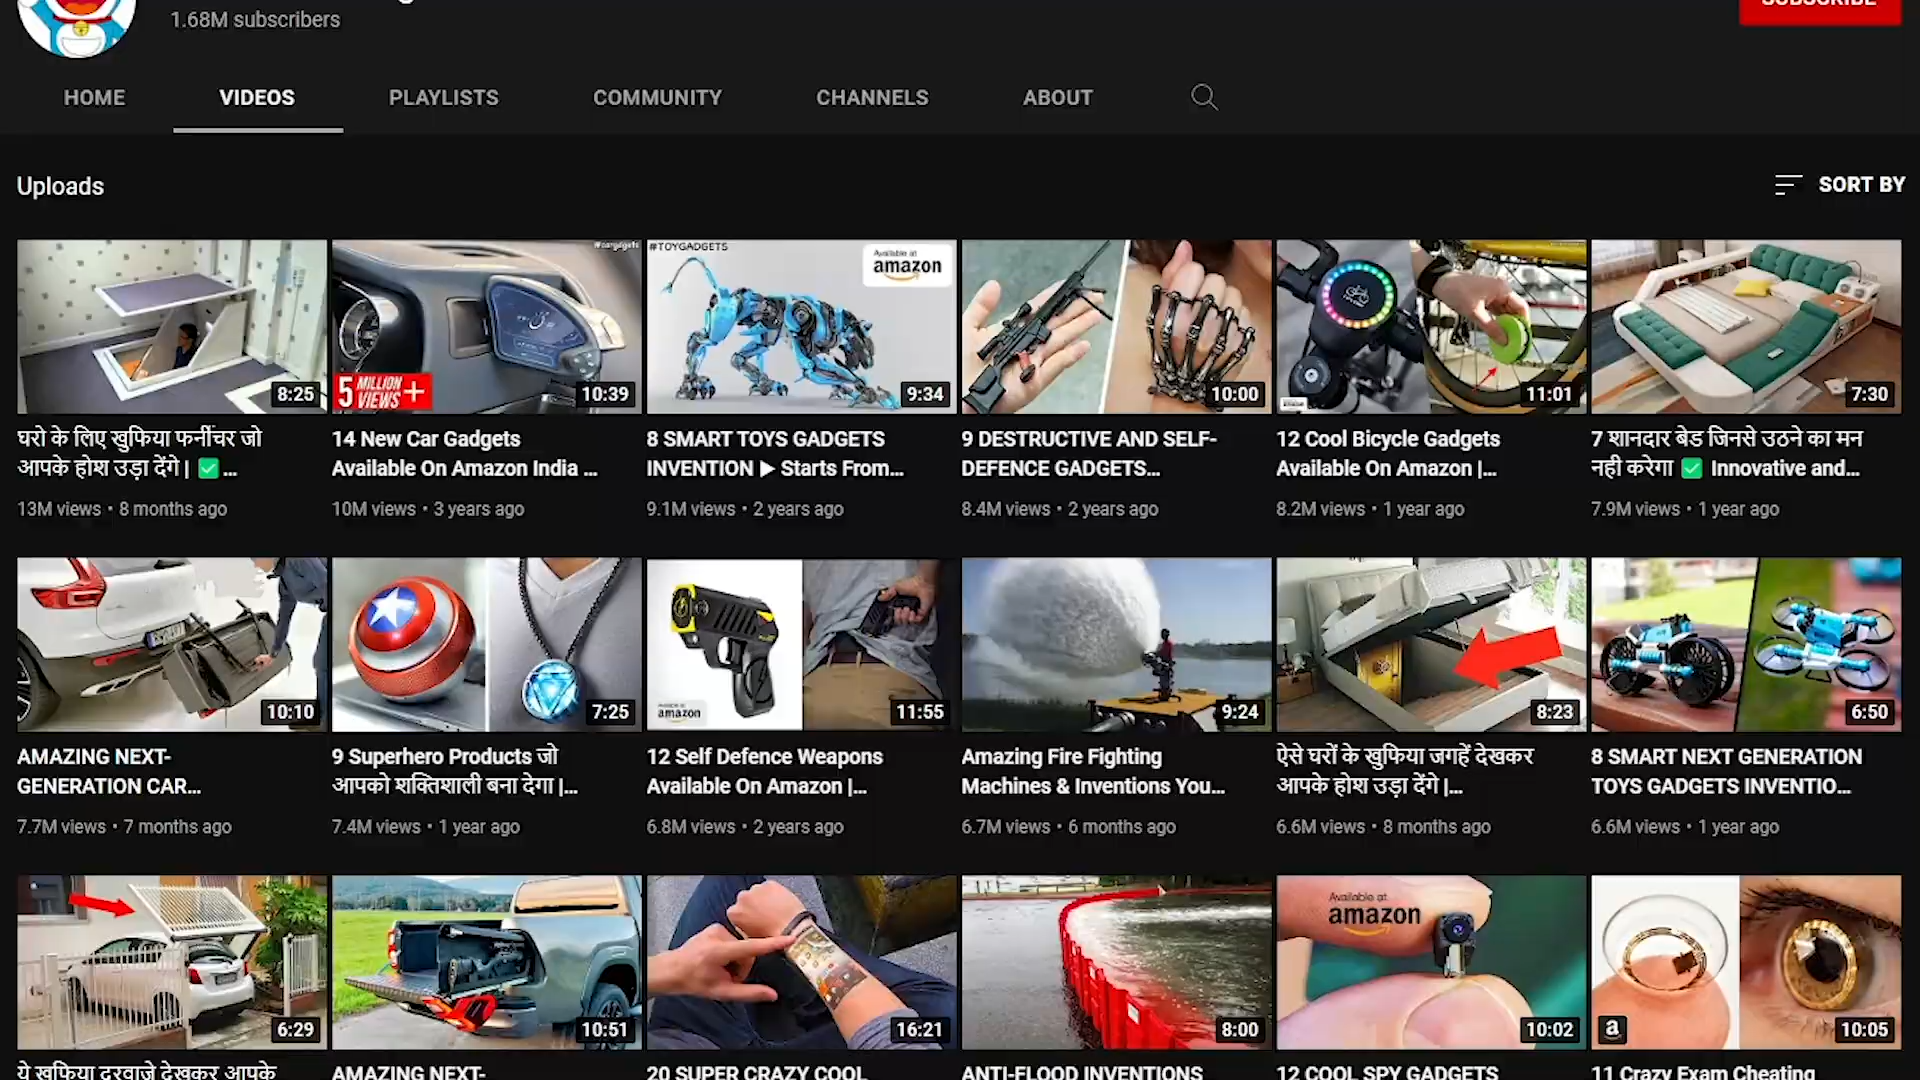 1.68M subscribers
SUBSCRIBE
HOME
VIDEOS
PLAYLISTS
COMMUNITY
CHANNELS
ABOUT
Uploads
SORT BY
8:25
#cargadgets
5 MILLION VIEWS +
10:39
#TOYGADGETS
Available at
amazon
9:34
10:00
11:01
7:30
घरो के लिए खुफिया फर्नीचर जो
आपके होश उड़ा देंगे | ✅ ...
13M views • 8 months ago
14 New Car Gadgets
Available On Amazon India ...
10M views • 3 years ago
8 SMART TOYS GADGETS
INVENTION ▶ Starts From...
9.1M views • 2 years ago
9 DESTRUCTIVE AND SELF-
DEFENCE GADGETS...
8.4M views • 2 years ago
12 Cool Bicycle Gadgets
Available On Amazon |...
8.2M views • 1 year ago
7 शानदार बेड जिनसे उठने का मन
नही करेगा ✅ Innovative and...
7.9M views • 1 year ago
10:10
7:25
amazon
11:55
9:24
8:23
6:50
AMAZING NEXT-
GENERATION CAR...
7.7M views • 7 months ago
9 Superhero Products जो
आपको शक्तिशाली बना देगा |...
7.4M views • 1 year ago
12 Self Defence Weapons
Available On Amazon |...
6.8M views • 2 years ago
Amazing Fire Fighting
Machines & Inventions You...
6.7M views • 6 months ago
ऐसे घरों के खुफिया जगहें देखकर
आपके होश उड़ा देंगे |...
6.6M views • 8 months ago
8 SMART NEXT GENERATION
TOYS GADGETS INVENTIO...
6.6M views • 1 year ago
6:29
10:51
16:21
8:00
Available at
amazon
10:02
a
10:05
ये खुफिया दरवाजे देखकर आपके
AMAZING NEXT-
20 SUPER CRAZY COOL
ANTI-FLOOD INVENTIONS
12 COOL SPY GADGETS
11 Crazy Exam Cheating